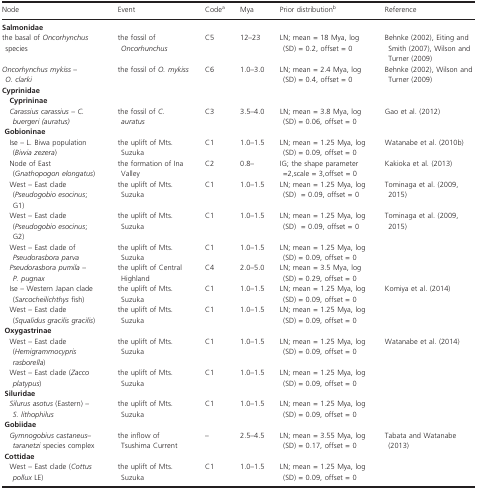 Node Event Codeᵃ Mya Prior distributionᵇ Reference
Salmonidae
the basal of Oncorhynchus the fossil of C5 12–23 LN; mean = 18 Mya, log Behnke (2002), Eiting and
species Oncorhunchus (SD) = 0.2, offset = 0 Smith (2007), Wilson and
Turner (2009)
Oncorhynchus mykiss – the fossil of O. mykiss C6 1.0–3.0 LN; mean = 2.4 Mya, log Behnke (2002), Wilson and
O. clarki (SD) = 0.4, offset = 0 Turner (2009)
Cyprinidae
Cyprininae
Carassius carassius – C. the fossil of C. C3 3.5–4.0 LN; mean = 3.8 Mya, log Gao et al. (2012)
buergeri (auratus) auratus (SD) = 0.06, offset = 0
Gobioninae
Ise – L. Biwa population the uplift of Mts. C1 1.0–1.5 LN; mean = 1.25 Mya, log Watanabe et al. (2010b)
(Biwia zezera) Suzuka (SD) = 0.09, offset = 0
Node of East the formation of Ina C2 0.8– IG; the shape parameter Kakioka et al. (2013)
(Gnathopogon elongatus) Valley =2,scale = 3,offset = 0
West – East clade the uplift of Mts. C1 1.0–1.5 LN; mean = 1.25 Mya, log Tominaga et al. (2009,
(Pseudogobio esocinus; Suzuka (SD) = 0.09, offset = 0 2015)
G1)
West – East clade the uplift of Mts. C1 1.0–1.5 LN; mean = 1.25 Mya, log Tominaga et al. (2009,
(Pseudogobio esocinus; Suzuka (SD) = 0.09, offset = 0 2015)
G2)
West – East clade of the uplift of Mts. C1 1.0–1.5 LN; mean = 1.25 Mya, log
Pseudorasbora parva Suzuka (SD) = 0.09, offset = 0
Pseudorasbora pumila – the uplift of Central C4 2.0–5.0 LN; mean = 3.5 Mya, log
P. pugnax Highland (SD) = 0.29, offset = 0
Ise – Western Japan clade the uplift of Mts. C1 1.0–1.5 LN; mean = 1.25 Mya, log Komiya et al. (2014)
(Sarcocheilichthys fish) Suzuka (SD) = 0.09, offset = 0
West – East clade the uplift of Mts. C1 1.0–1.5 LN; mean = 1.25 Mya, log
(Squalidus gracilis gracilis) Suzuka (SD) = 0.09, offset = 0
Oxygastrinae
West – East clade the uplift of Mts. C1 1.0–1.5 LN; mean = 1.25 Mya, log Watanabe et al. (2014)
(Hemigrammocypris Suzuka (SD) = 0.09, offset = 0
rasborella)
West – East clade (Zacco the uplift of Mts. C1 1.0–1.5 LN; mean = 1.25 Mya, log
platypus) Suzuka (SD) = 0.09, offset = 0
Siluridae
Silurus asotus (Eastern) – the uplift of Mts. C1 1.0–1.5 LN; mean = 1.25 Mya, log
S. lithophilus Suzuka (SD) = 0.09, offset = 0
Gobiidae
Gymnogobius castaneus– the inflow of – 2.5–4.5 LN; mean = 3.55 Mya, log Tabata and Watanabe
taranetzi species complex Tsushima Current (SD) = 0.17, offset = 0 (2013)
Cottidae
West – East clade (Cottus the uplift of Mts. C1 1.0–1.5 LN; mean = 1.25 Mya, log
pollux LE) Suzuka (SD) = 0.09, offset = 0